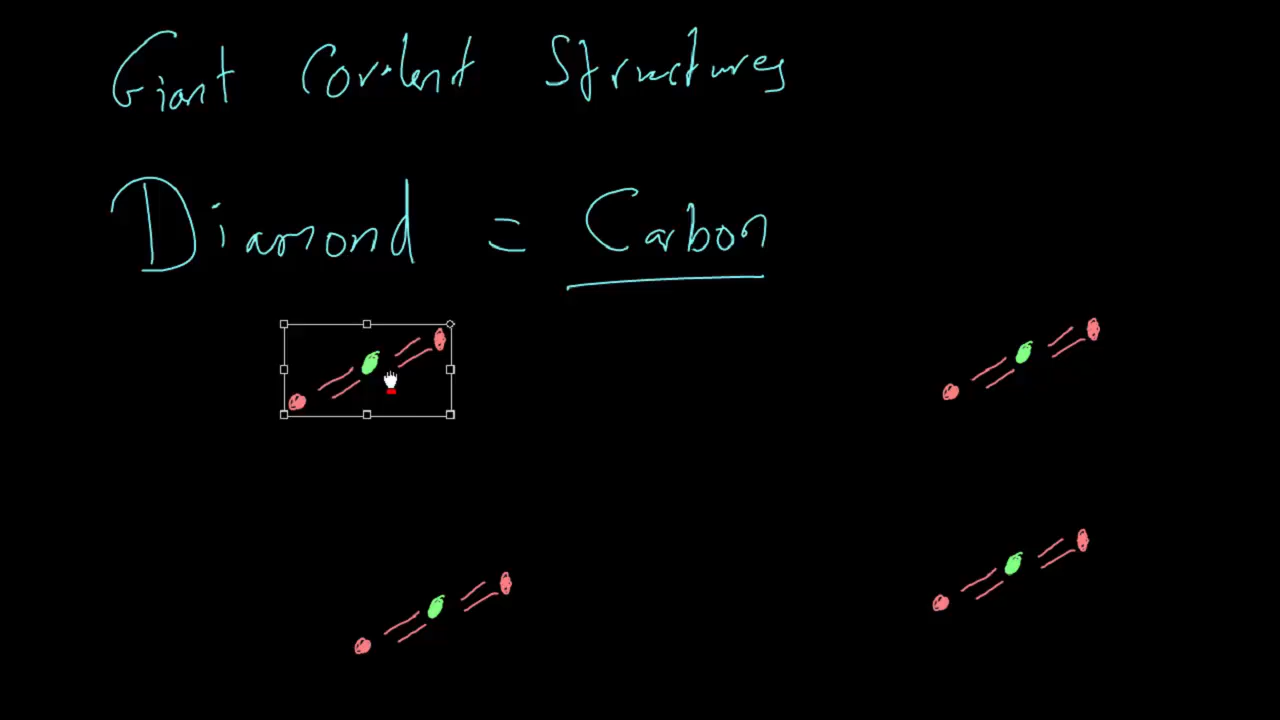 Giant Covalent Structures
Diamond = Carbon